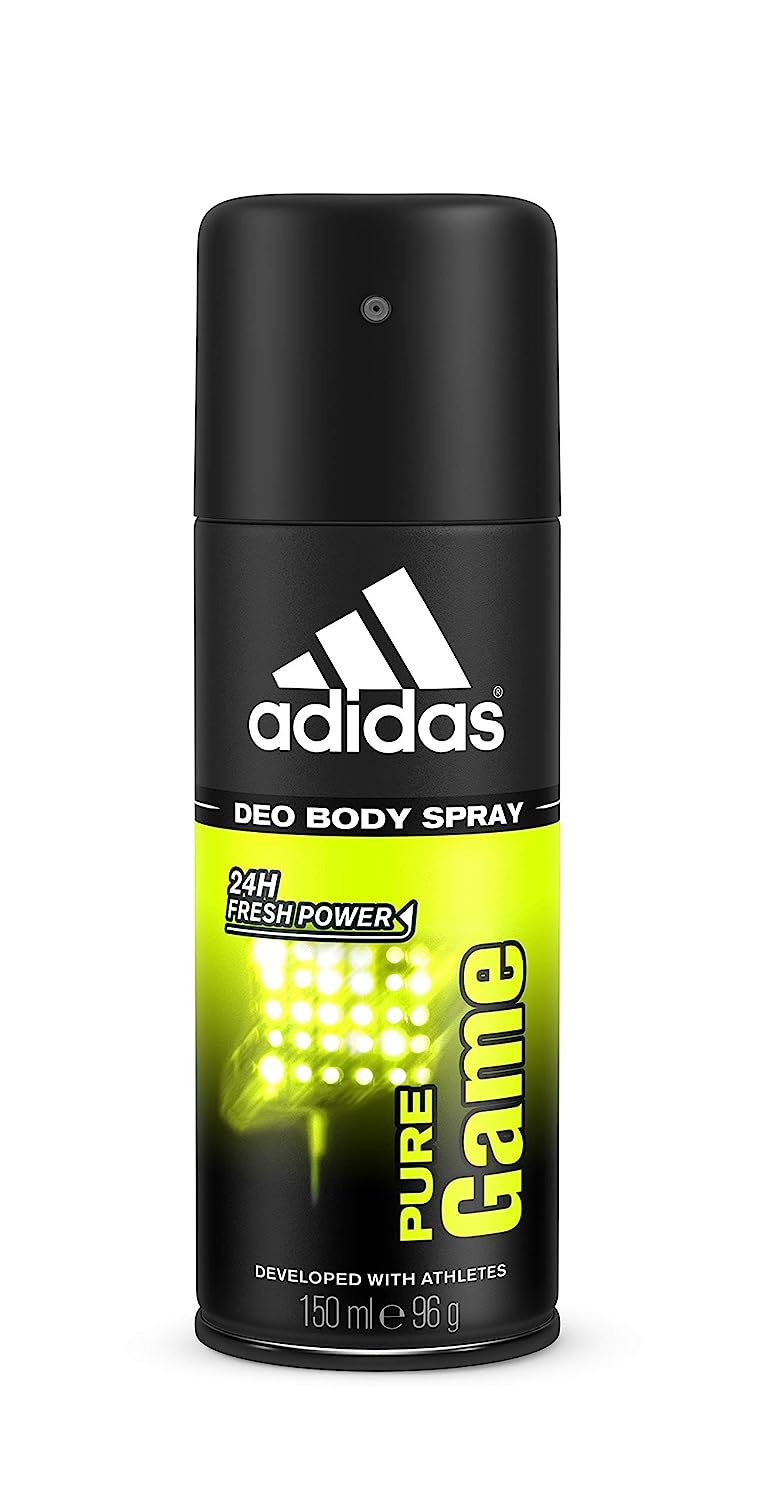 adidas®
DEO BODY SPRAY
24H
FRESH POWER
PURE
Game
DEVELOPED WITH ATHLETES
150 ml ℮ 96 g